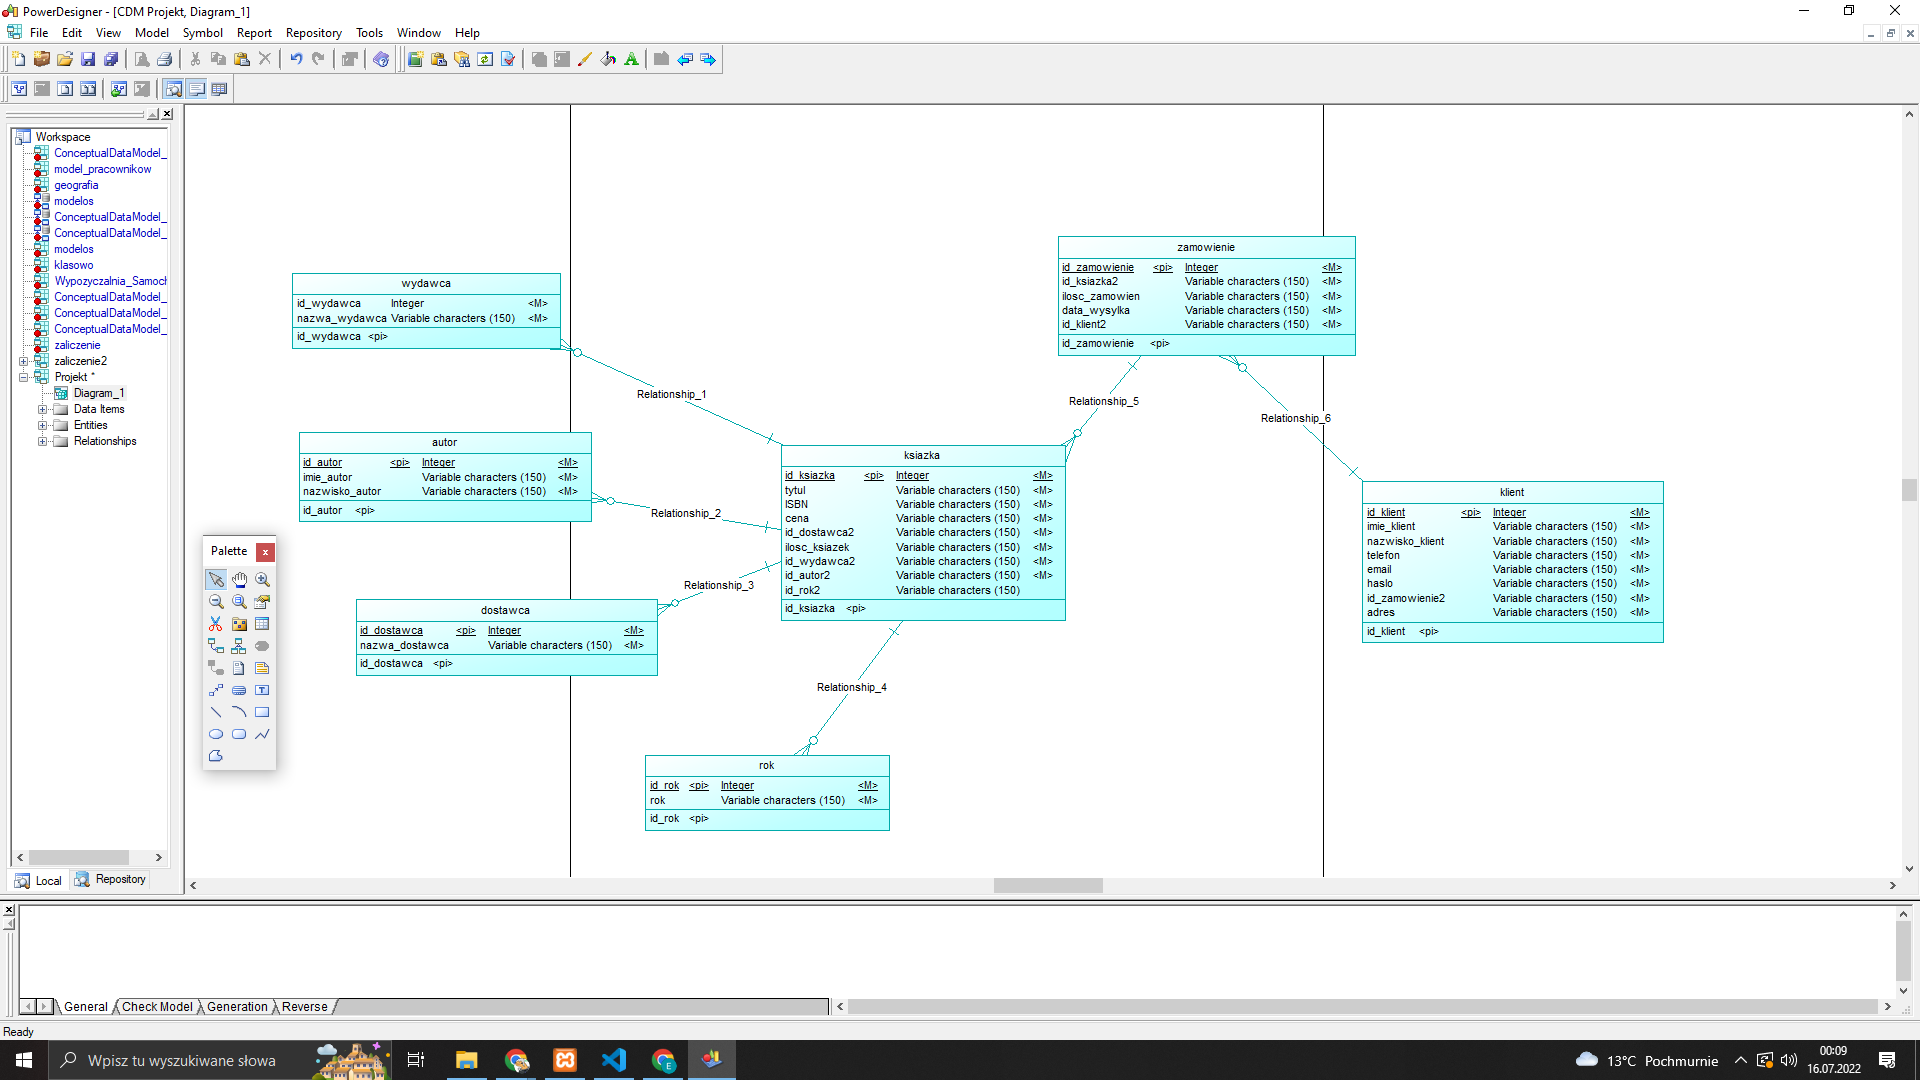 PowerDesigner - [CDM Projekt, Diagram_1]
File Edit View Model Symbol Report Repository Tools Window Help
Workspace
ConceptualDataModel_
model_pracownikow
geografia
modelos
ConceptualDataModel_
ConceptualDataModel_
modelos
klasowo
Wypozyczalnia_Samoch
ConceptualDataModel_
ConceptualDataModel_
ConceptualDataModel_
zaliczenie
zaliczenie2
Projekt *
Diagram_1
Data Items
Entities
Relationships
Local Repository
Palette
wydawca
id_wydawca Integer <M>
nazwa_wydawca Variable characters (150) <M>
id_wydawca <pi>
Relationship_1
autor
id_autor <pi> Integer <M>
imie_autor Variable characters (150) <M>
nazwisko_autor Variable characters (150) <M>
id_autor <pi>
Relationship_2
dostawca
id_dostawca <pi> Integer <M>
nazwa_dostawca Variable characters (150) <M>
id_dostawca <pi>
Relationship_3
ksiazka
id_ksiazka <pi> Integer <M>
tytul Variable characters (150) <M>
ISBN Variable characters (150) <M>
cena Variable characters (150) <M>
id_dostawca2 Variable characters (150) <M>
ilosc_ksiazek Variable characters (150) <M>
id_wydawca2 Variable characters (150) <M>
id_autor2 Variable characters (150) <M>
id_rok2 Variable characters (150)
id_ksiazka <pi>
Relationship_4
rok
id_rok <pi> Integer <M>
rok Variable characters (150) <M>
id_rok <pi>
zamowienie
id_zamowienie <pi> Integer <M>
id_ksiazka2 Variable characters (150) <M>
ilosc_zamowien Variable characters (150) <M>
data_wysylka Variable characters (150) <M>
id_klient2 Variable characters (150) <M>
id_zamowienie <pi>
Relationship_5
Relationship_6
klient
id_klient <pi> Integer <M>
imie_klient Variable characters (150) <M>
nazwisko_klient Variable characters (150) <M>
telefon Variable characters (150) <M>
email Variable characters (150) <M>
haslo Variable characters (150) <M>
id_zamowienie2 Variable characters (150) <M>
adres Variable characters (150) <M>
id_klient <pi>
General Check Model Generation Reverse
Ready
Wpisz tu wyszukiwane słowa
13°C Pochmurnie
00:09
16.07.2022